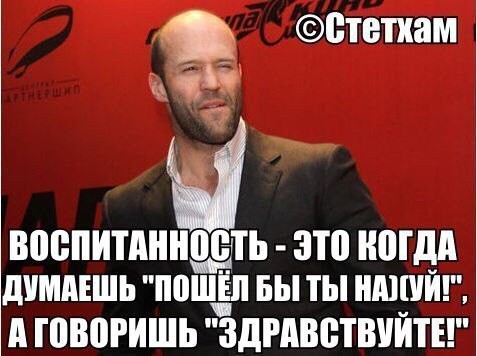 ©Стетхам
ВОСПИТАННОСТЬ - ЭТО КОГДА
ДУМАЕШЬ "ПОШЁЛ БЫ ТЫ НА)(УЙ!",
А ГОВОРИШЬ "ЗДРАВСТВУЙТЕ!"